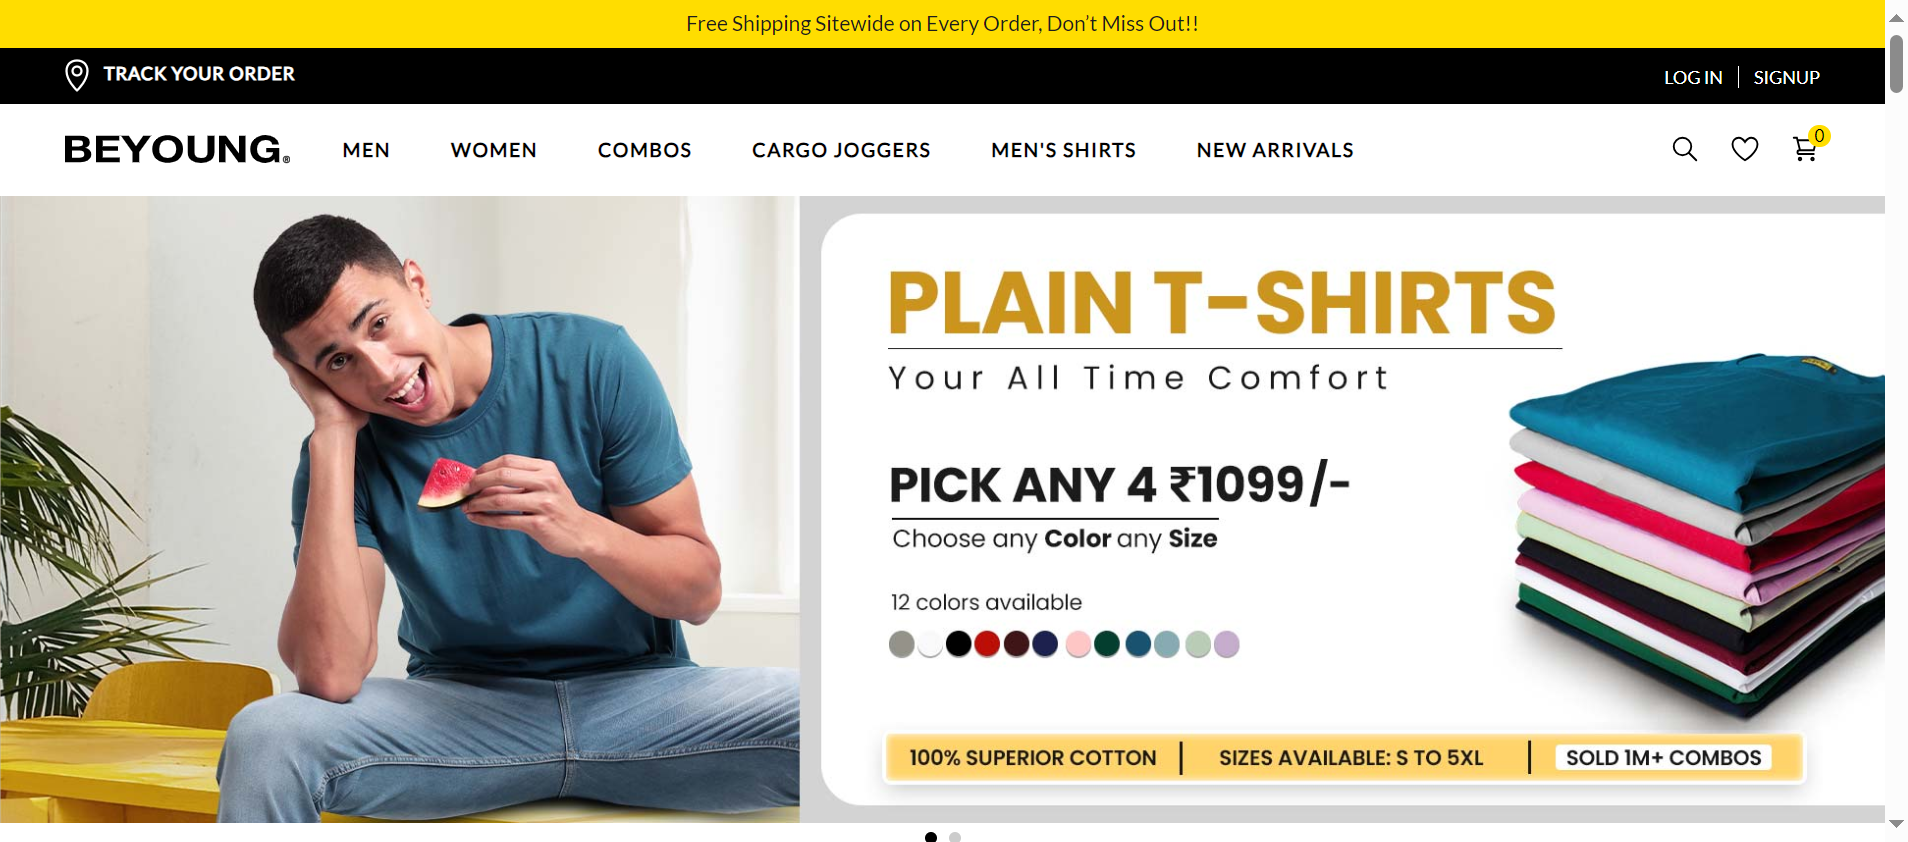 Free Shipping Sitewide on Every Order, Don’t Miss Out!!
TRACK YOUR ORDER
LOG IN
SIGNUP
BEYOUNG®
MEN
WOMEN
COMBOS
CARGO JOGGERS
MEN'S SHIRTS
NEW ARRIVALS
0
PLAIN T-SHIRTS
Your All Time Comfort
PICK ANY 4 ₹1099/-
Choose any Color any Size
12 colors available
100% SUPERIOR COTTON
SIZES AVAILABLE: S TO 5XL
SOLD 1M+ COMBOS